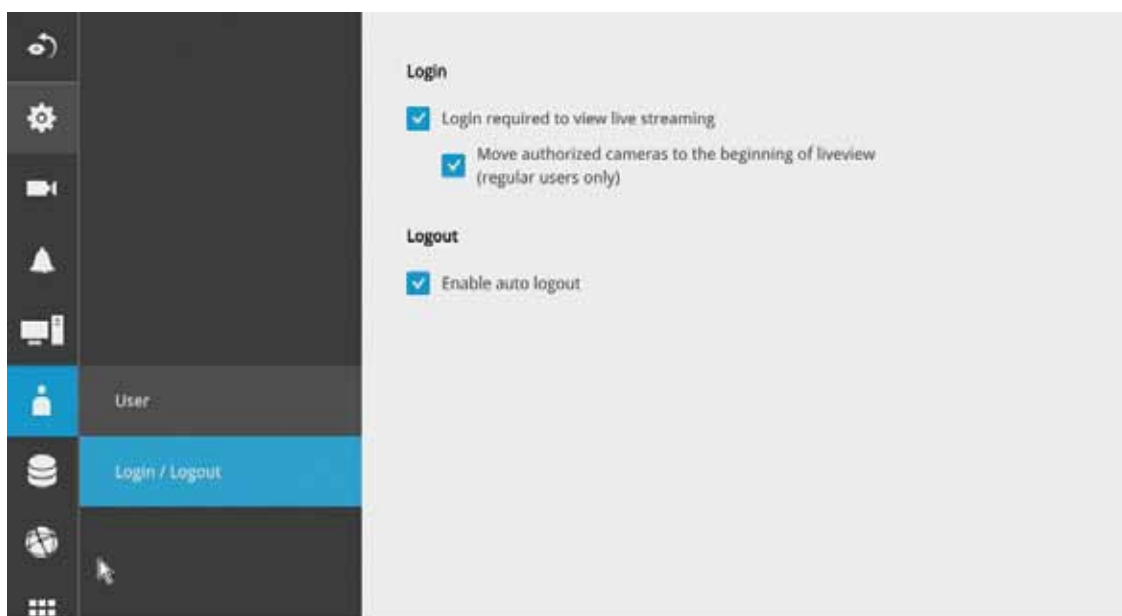 Login
Login required to view live streaming
Move authorized cameras to the beginning of liveview
(regular users only)
Logout
Enable auto logout
User
Login / Logout